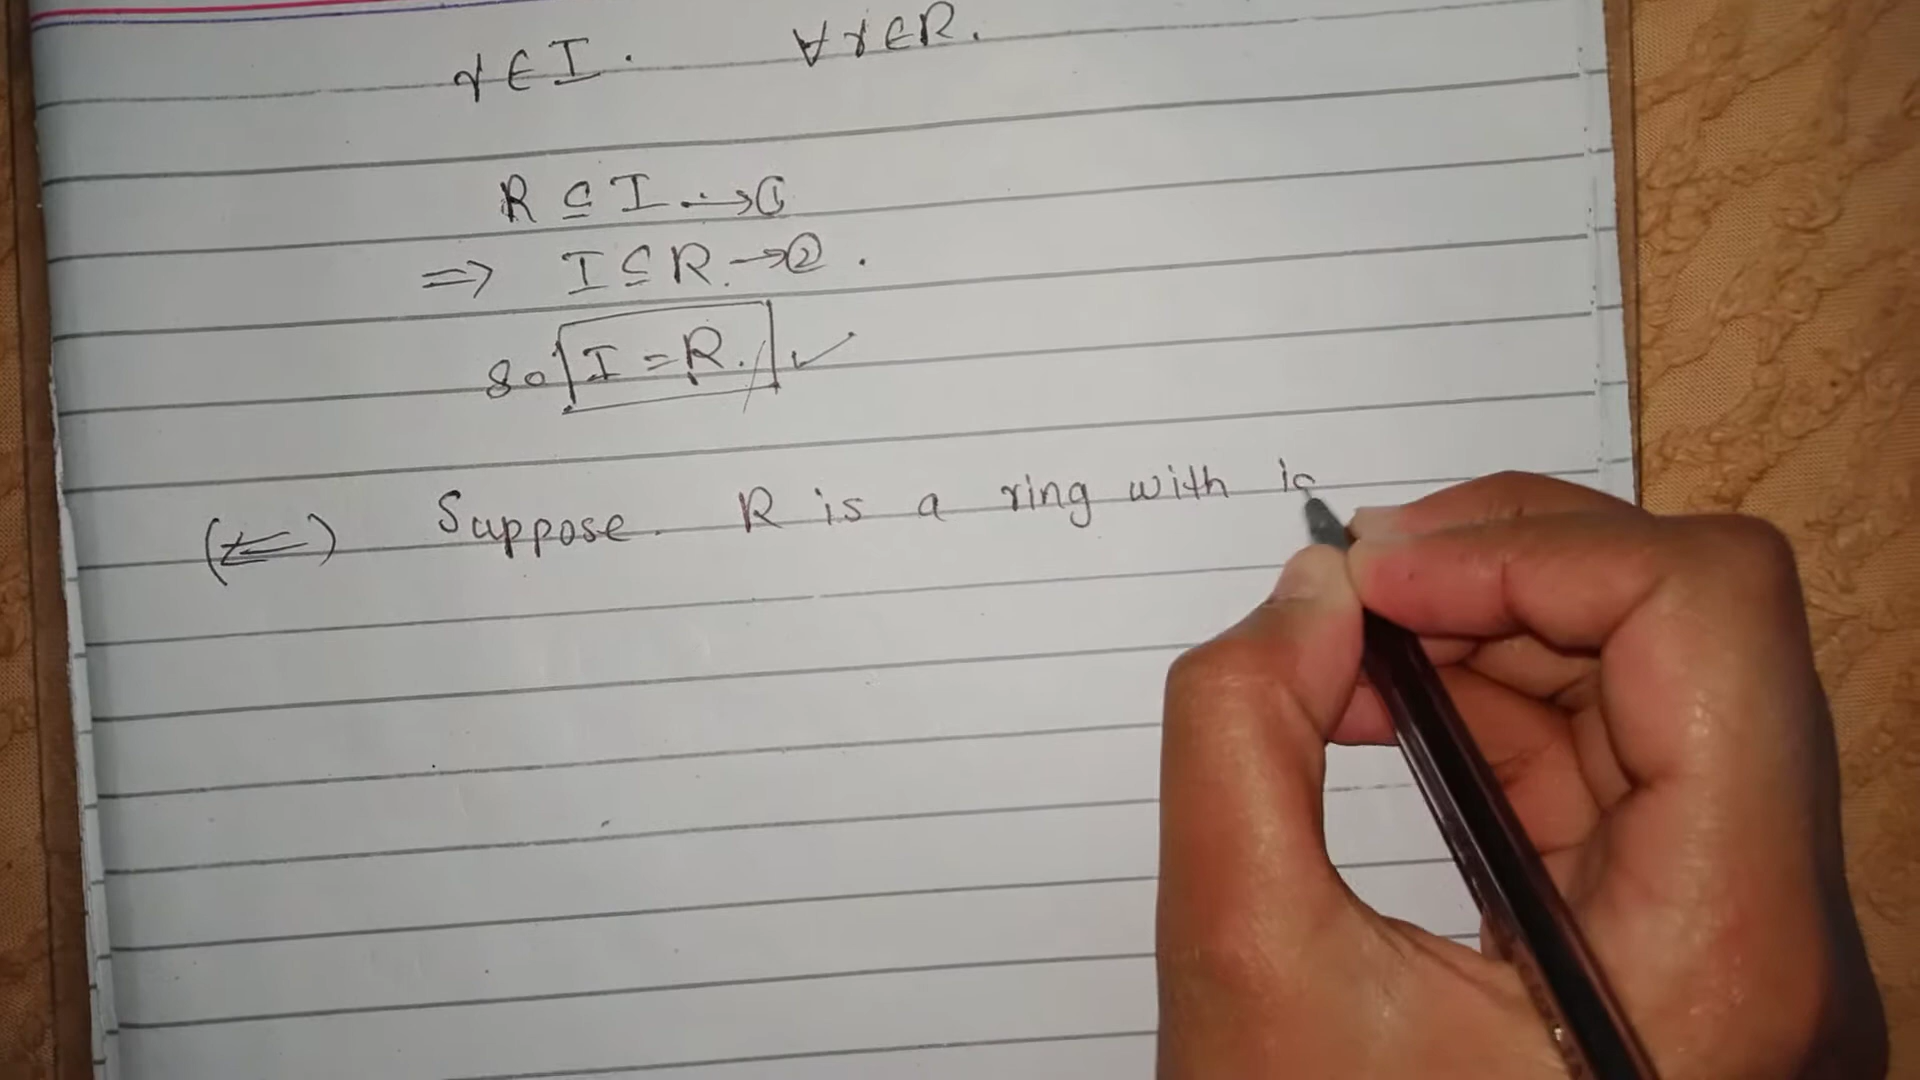 r ∈ I. ∀ r ∈ R.
R ⊆ I → ①
⇒ I ⊆ R. → ② .
so I = R. ✓
(⇐) Suppose. R is a ring with